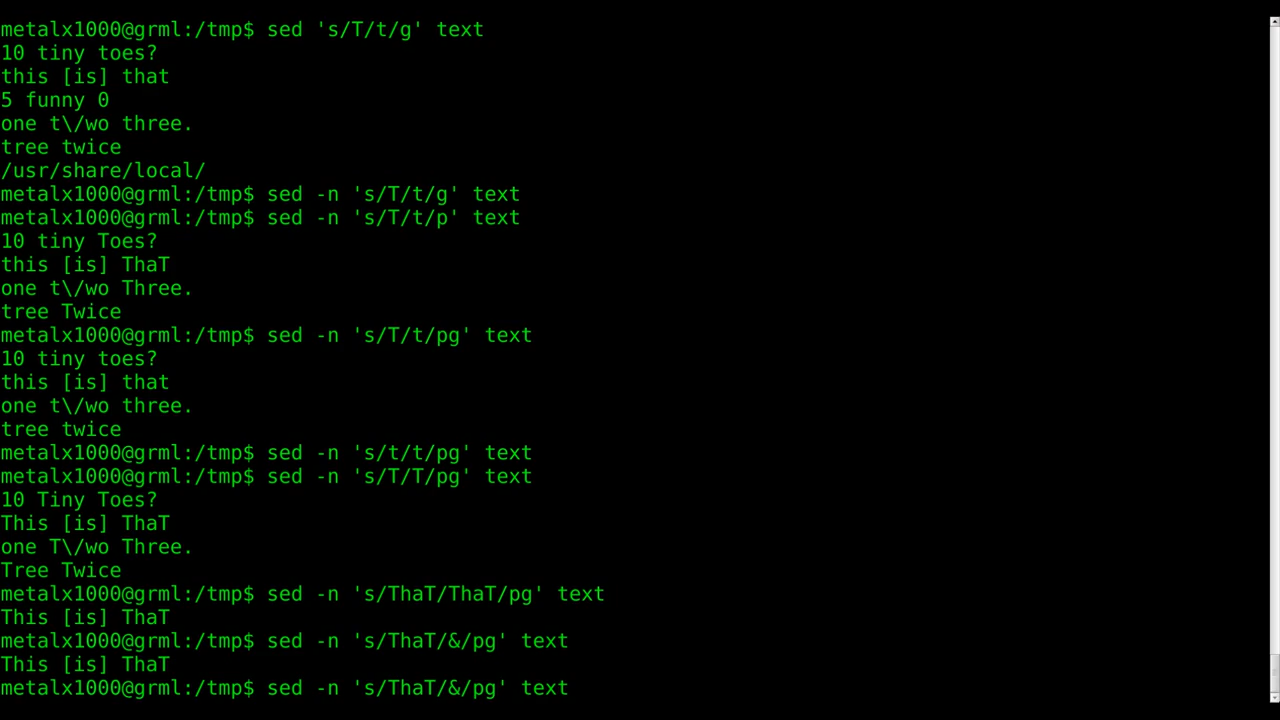 metalx1000@grml:/tmp$ sed 's/T/t/g' text
10 tiny toes?
this [is] that
5 funny 0
one t\/wo three.
tree twice
/usr/share/local/
metalx1000@grml:/tmp$ sed -n 's/T/t/g' text
metalx1000@grml:/tmp$ sed -n 's/T/t/p' text
10 tiny Toes?
this [is] ThaT
one t\/wo Three.
tree Twice
metalx1000@grml:/tmp$ sed -n 's/T/t/pg' text
10 tiny toes?
this [is] that
one t\/wo three.
tree twice
metalx1000@grml:/tmp$ sed -n 's/t/t/pg' text
metalx1000@grml:/tmp$ sed -n 's/T/T/pg' text
10 Tiny Toes?
This [is] ThaT
one T\/wo Three.
Tree Twice
metalx1000@grml:/tmp$ sed -n 's/ThaT/ThaT/pg' text
This [is] ThaT
metalx1000@grml:/tmp$ sed -n 's/ThaT/&/pg' text
This [is] ThaT
metalx1000@grml:/tmp$ sed -n 's/ThaT/&/pg' text